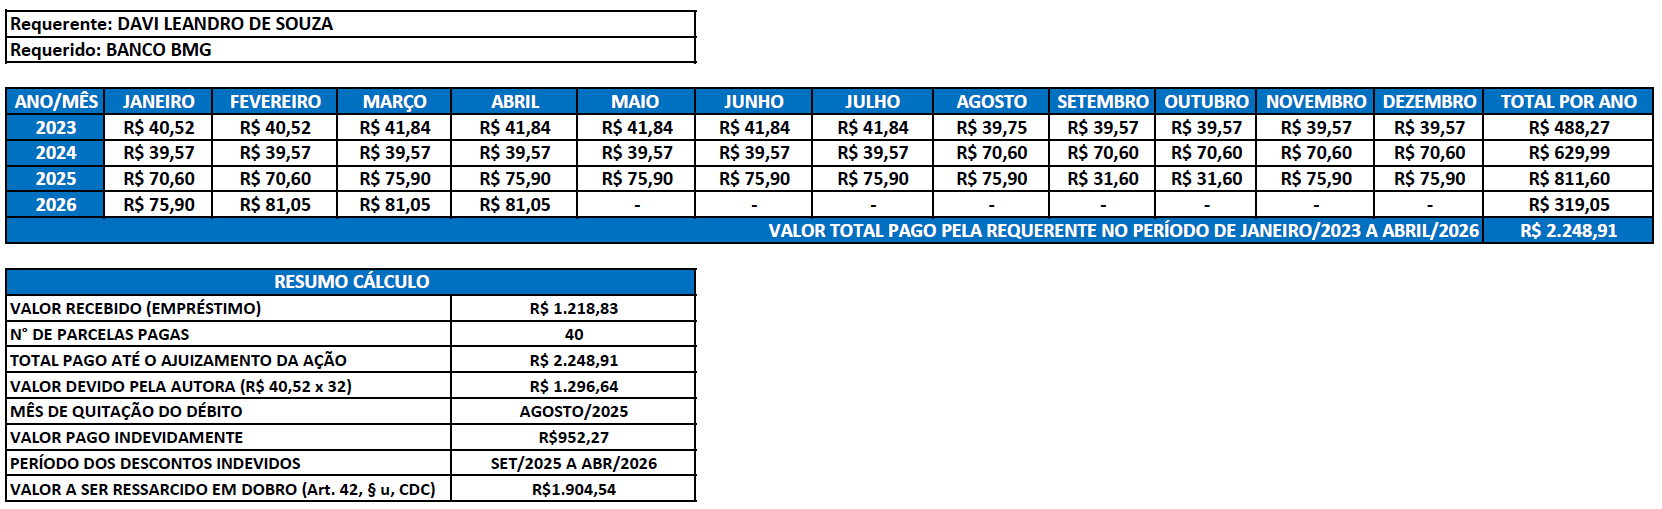 Requerente: DAVI LEANDRO DE SOUZA
Requerido: BANCO BMG
ANO/MÊS JANEIRO FEVEREIRO MARÇO ABRIL MAIO JUNHO JULHO AGOSTO SETEMBRO OUTUBRO NOVEMBRO DEZEMBRO TOTAL POR ANO
2023 R$ 40,52 R$ 40,52 R$ 41,84 R$ 41,84 R$ 41,84 R$ 41,84 R$ 41,84 R$ 39,75 R$ 39,57 R$ 39,57 R$ 39,57 R$ 39,57 R$ 488,27
2024 R$ 39,57 R$ 39,57 R$ 39,57 R$ 39,57 R$ 39,57 R$ 39,57 R$ 39,57 R$ 70,60 R$ 70,60 R$ 70,60 R$ 70,60 R$ 70,60 R$ 629,99
2025 R$ 70,60 R$ 70,60 R$ 75,90 R$ 75,90 R$ 75,90 R$ 75,90 R$ 75,90 R$ 75,90 R$ 31,60 R$ 31,60 R$ 75,90 R$ 75,90 R$ 811,60
2026 R$ 75,90 R$ 81,05 R$ 81,05 R$ 81,05 - - - - - - - - R$ 319,05
VALOR TOTAL PAGO PELA REQUERENTE NO PERÍODO DE JANEIRO/2023 A ABRIL/2026 R$ 2.248,91
RESUMO CÁLCULO
VALOR RECEBIDO (EMPRÉSTIMO) R$ 1.218,83
N° DE PARCELAS PAGAS 40
TOTAL PAGO ATÉ O AJUIZAMENTO DA AÇÃO R$ 2.248,91
VALOR DEVIDO PELA AUTORA (R$ 40,52 x 32) R$ 1.296,64
MÊS DE QUITAÇÃO DO DÉBITO AGOSTO/2025
VALOR PAGO INDEVIDAMENTE R$952,27
PERÍODO DOS DESCONTOS INDEVIDOS SET/2025 A ABR/2026
VALOR A SER RESSARCIDO EM DOBRO (Art. 42, § u, CDC) R$1.904,54